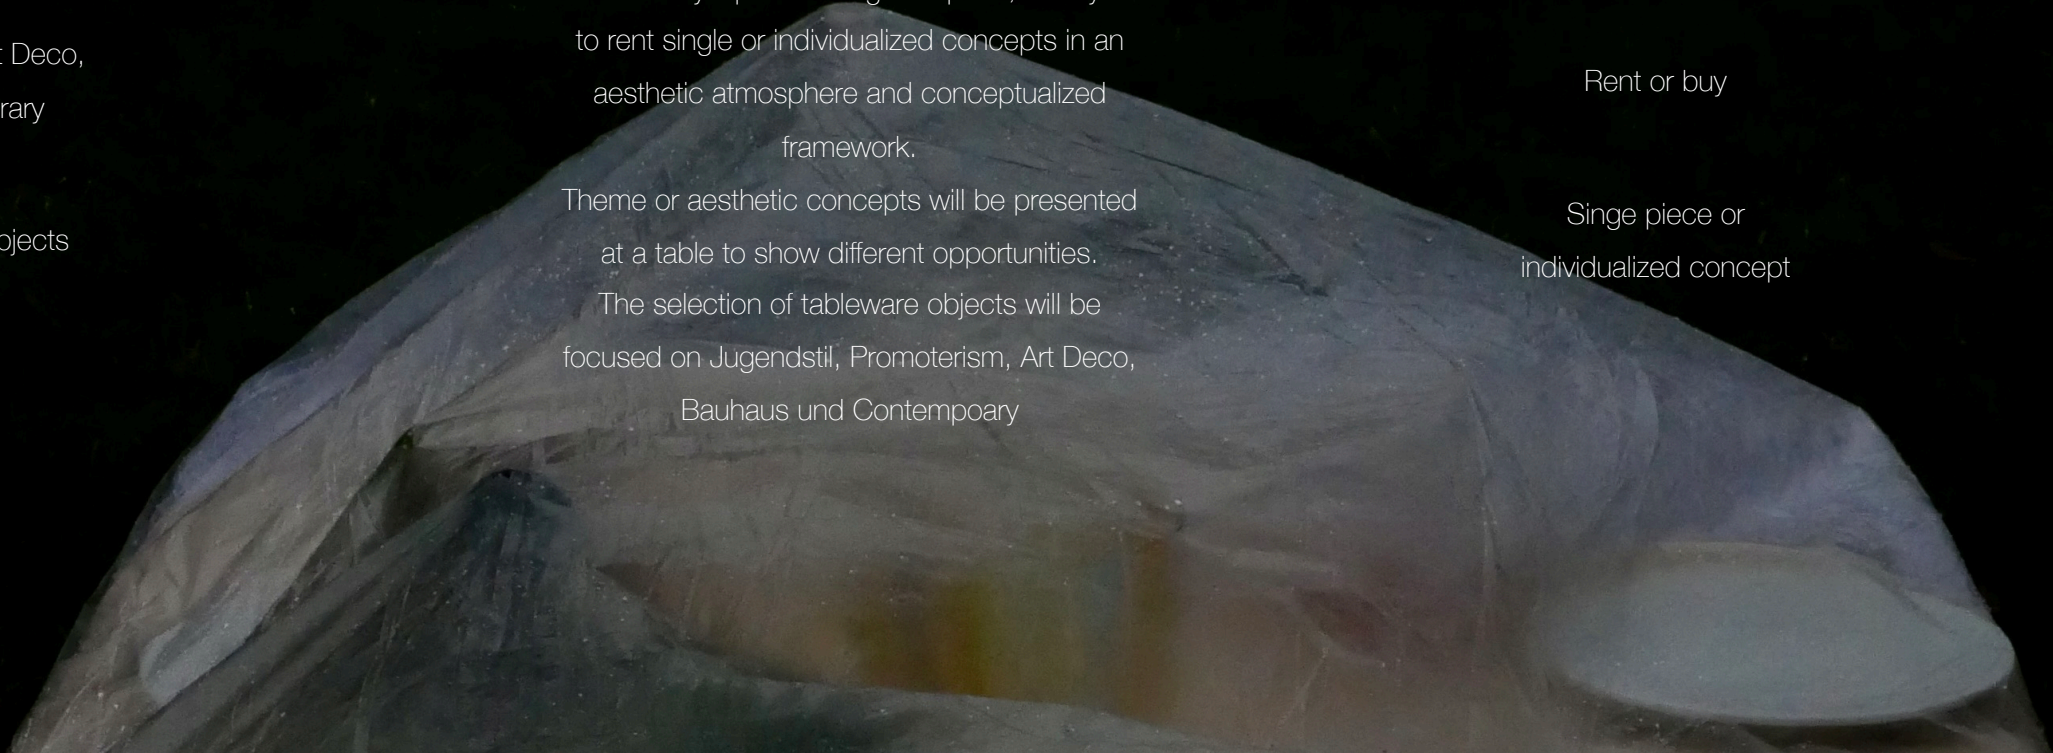 t Deco,
rary
bjects
to rent single or individualized concepts in an
aesthetic atmosphere and conceptualized
framework.
Theme or aesthetic concepts will be presented
at a table to show different opportunities.
The selection of tableware objects will be
focused on Jugendstil, Promoterism, Art Deco,
Bauhaus und Contempoary
Rent or buy
Singe piece or
individualized concept